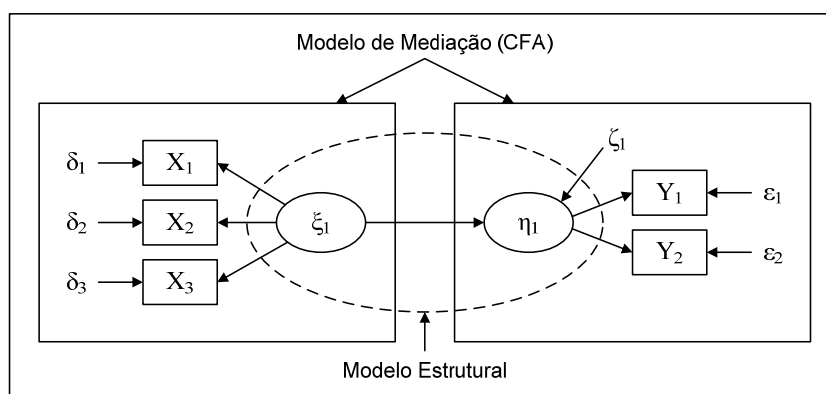 Modelo de Mediação (CFA)
δ₁ X₁
δ₂ X₂
δ₃ X₃
ξ₁
η₁
ζ₁
Y₁ ε₁
Y₂ ε₂
Modelo Estrutural